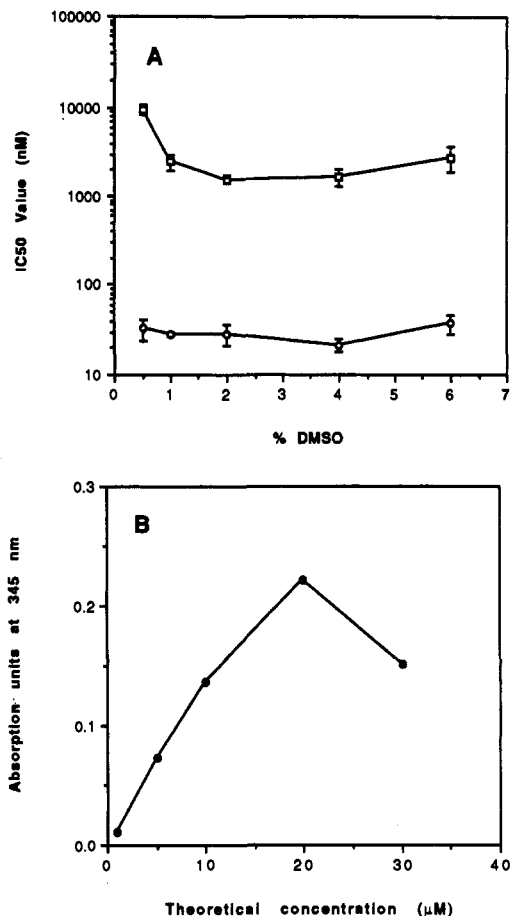 100000
A
10000
1000
100
10
IC50 Value (nM)
0 1 2 3 4 5 6 7
% DMSO
0.3
B
0.2
0.1
0.0
Absorption units at 345 nm
0 10 20 30 40
Theoretical concentration (μM)